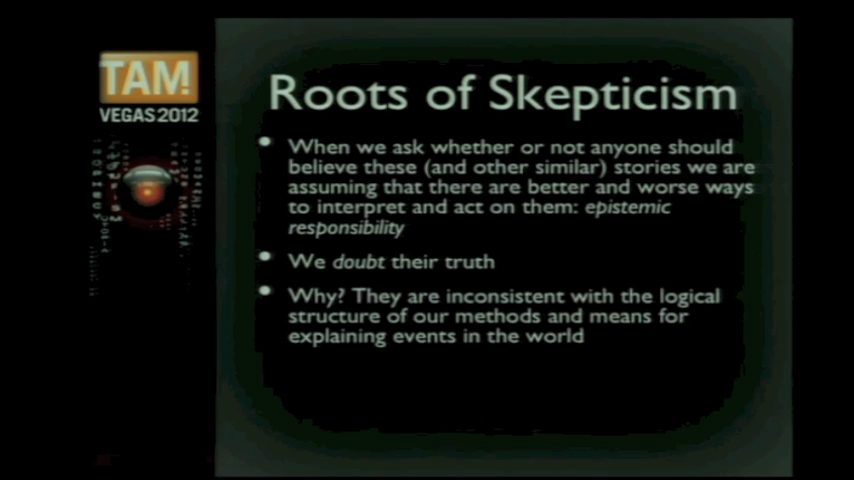 TAM!
VEGAS 2012
Roots of Skepticism
• When we ask whether or not anyone should
believe these (and other similar) stories we are
assuming that there are better and worse ways
to interpret and act on them: epistemic
responsibility
• We doubt their truth
• Why? They are inconsistent with the logical
structure of our methods and means for
explaining events in the world